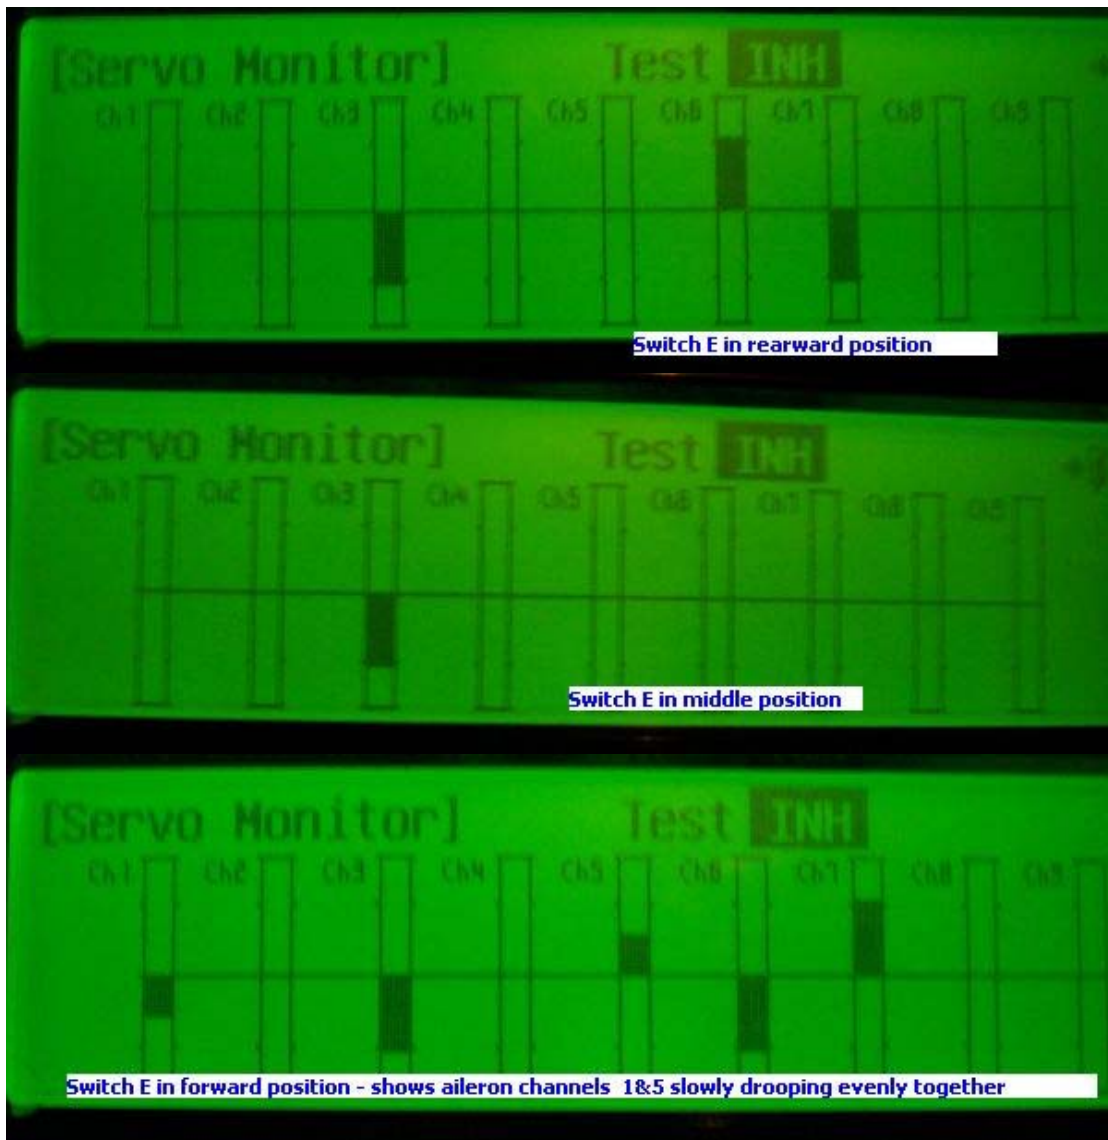 [Servo Monitor] Test INH
Ch1 Ch2 Ch3 Ch4 Ch5 Ch6 Ch7 Ch8 Ch9
Switch E in rearward position
[Servo Monitor] Test INH
Ch1 Ch2 Ch3 Ch4 Ch5 Ch6 Ch7 Ch8 Ch9
Switch E in middle position
[Servo Monitor] Test INH
Ch1 Ch2 Ch3 Ch4 Ch5 Ch6 Ch7 Ch8 Ch9
Switch E in forward position - shows aileron channels 1&5 slowly drooping evenly together